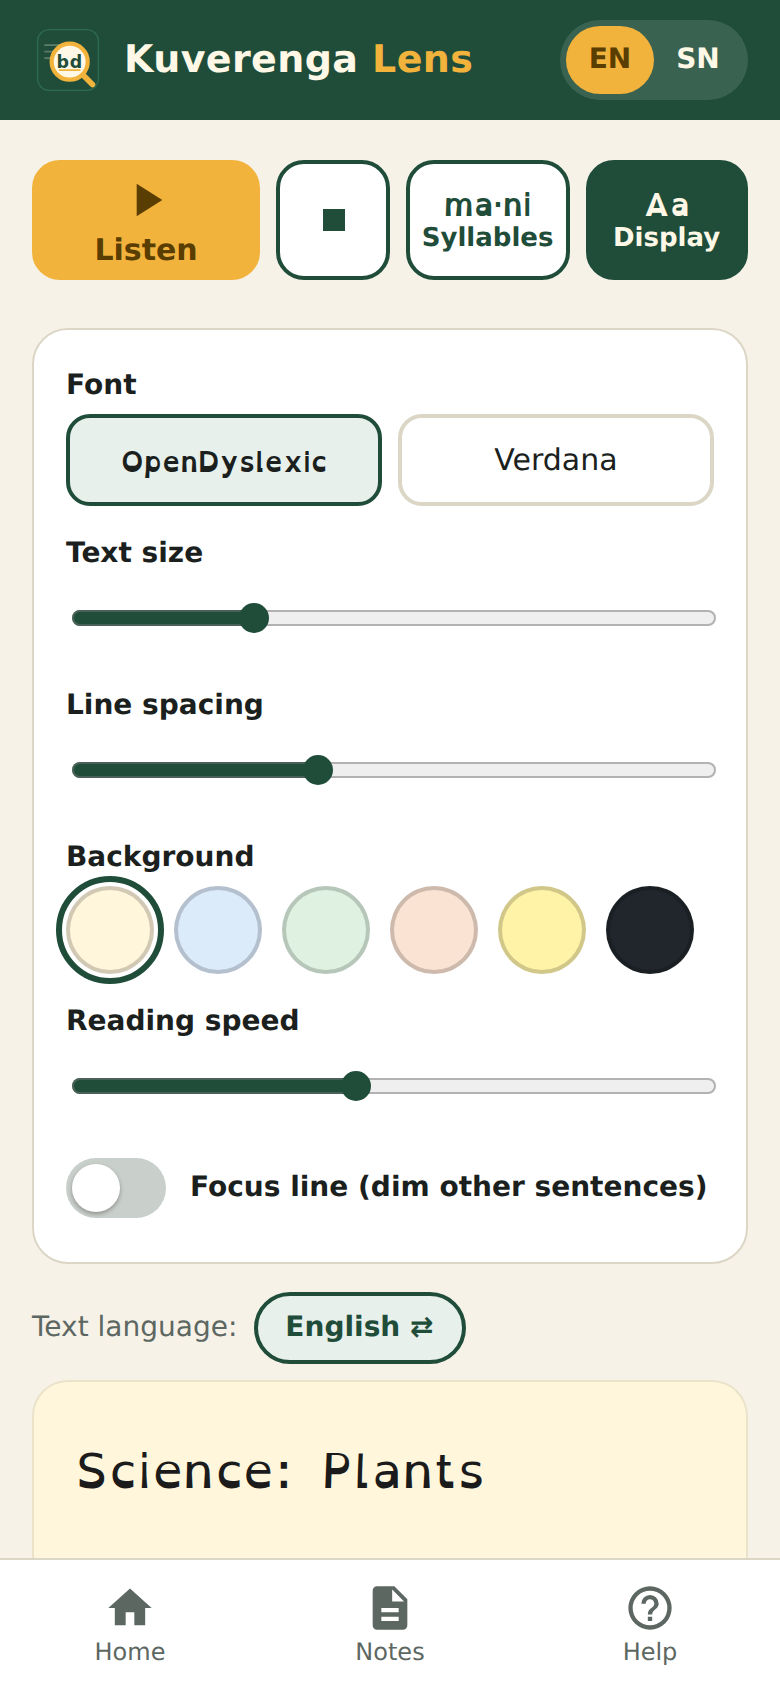 bd
Kuverenga Lens
EN SN
Listen
ma·ni
Syllables
Aa
Display
Font
OpenDyslexic
Verdana
Text size
Line spacing
Background
Reading speed
Focus line (dim other sentences)
Text language: English ⇄
Science: Plants
Home
Notes
Help